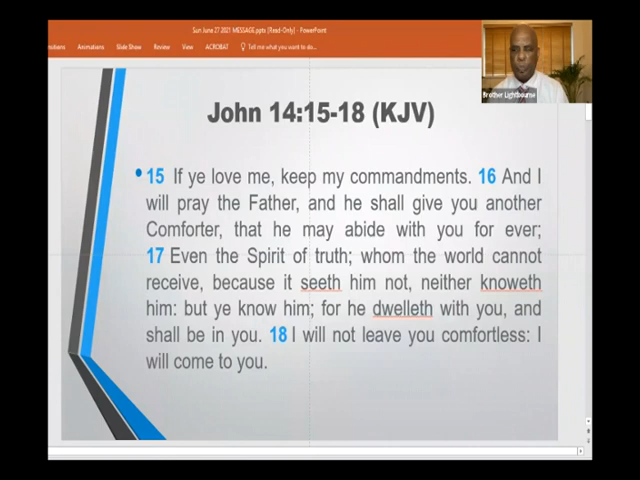 Sun June 27 2021 MESSAGE.pptx [Read-Only] - PowerPoint
Animations Slide Show Review View ACROBAT Tell me what you want to do...
Brother Lightbourne
John 14:15-18 (KJV)
• 15 If ye love me, keep my commandments. 16 And I
will pray the Father, and he shall give you another
Comforter, that he may abide with you for ever;
17 Even the Spirit of truth; whom the world cannot
receive, because it seeth him not, neither knoweth
him: but ye know him; for he dwelleth with you, and
shall be in you. 18 I will not leave you comfortless: I
will come to you.